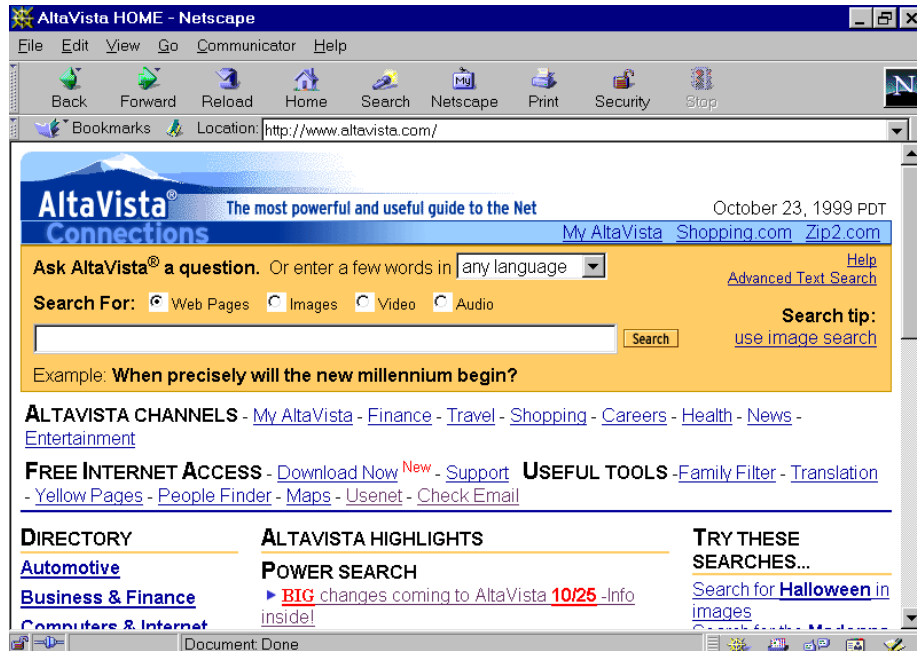 AltaVista HOME - Netscape
File Edit View Go Communicator Help
Back Forward Reload Home Search Netscape Print Security Stop
My
N
Bookmarks Location: http://www.altavista.com/
AltaVista® The most powerful and useful guide to the Net October 23, 1999 PDT
Connections My AltaVista Shopping.com Zip2.com
Ask AltaVista® a question. Or enter a few words in any language Help
Advanced Text Search
Search For: Web Pages Images Video Audio
Search tip:
Search use image search
Example: When precisely will the new millennium begin?
ALTAVISTA CHANNELS - My AltaVista - Finance - Travel - Shopping - Careers - Health - News -
Entertainment
FREE INTERNET ACCESS - Download Now New - Support USEFUL TOOLS -Family Filter - Translation
- Yellow Pages - People Finder - Maps - Usenet - Check Email
DIRECTORY
Automotive
Business & Finance
Computers & Internet
ALTAVISTA HIGHLIGHTS
POWER SEARCH
BIG changes coming to AltaVista 10/25 -Info
inside!
TRY THESE
SEARCHES...
Search for Halloween in
images
Search for the Madonna
Document: Done